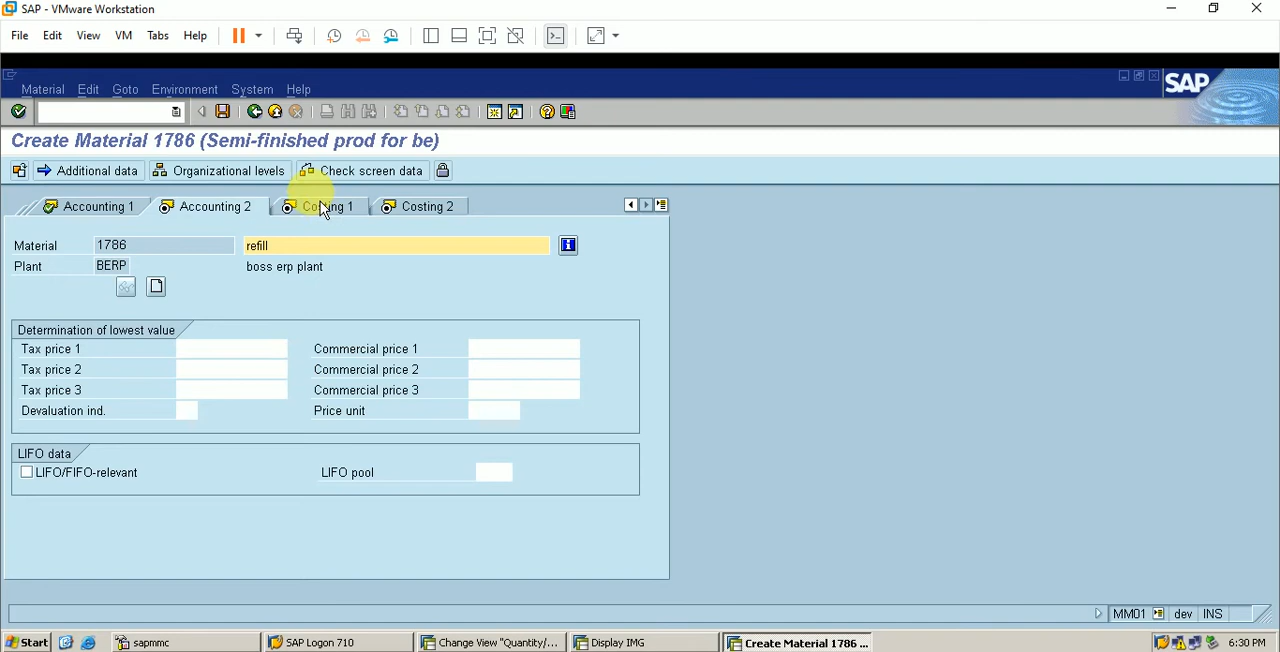 SAP - VMware Workstation
File Edit View VM Tabs Help
Material Edit Goto Environment System Help
SAP
Create Material 1786 (Semi-finished prod for be)
Additional data Organizational levels Check screen data
Accounting 1 Accounting 2 Costing 1 Costing 2
Material 1786 refill
Plant BERP boss erp plant
Determination of lowest value
Tax price 1 Commercial price 1
Tax price 2 Commercial price 2
Tax price 3 Commercial price 3
Devaluation ind. Price unit
LIFO data
LIFO/FIFO-relevant LIFO pool
MM01 dev INS
Start sapmmc SAP Logon 710 Change View "Quantity/... Display IMG Create Material 1786 ... 6:30 PM